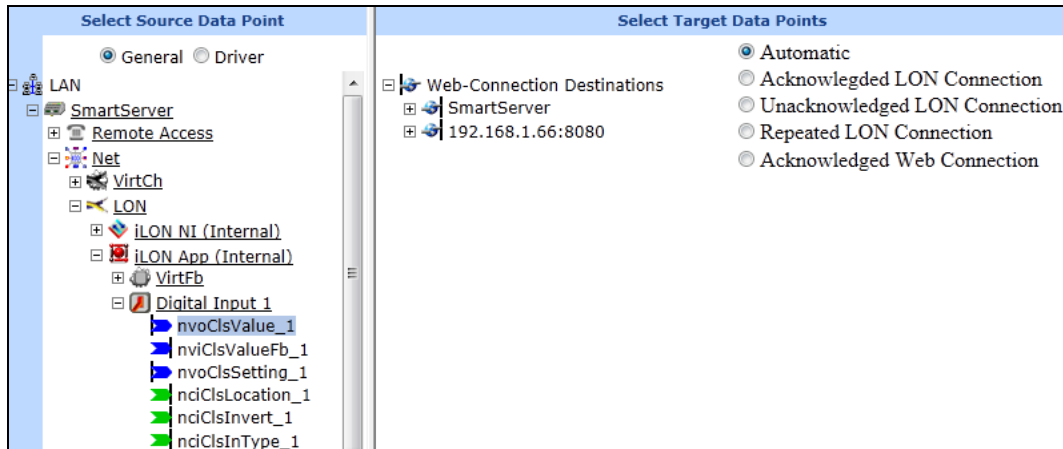 Select Source Data Point
General Driver
LAN
SmartServer
Remote Access
Net
VirtCh
LON
iLON NI (Internal)
iLON App (Internal)
VirtFb
Digital Input 1
nvoClsValue_1
nviClsValueFb_1
nvoClsSetting_1
nciClsLocation_1
nciClsInvert_1
nciClsInType_1
Select Target Data Points
Web-Connection Destinations
SmartServer
192.168.1.66:8080
Automatic
Acknowlegded LON Connection
Unacknowledged LON Connection
Repeated LON Connection
Acknowledged Web Connection